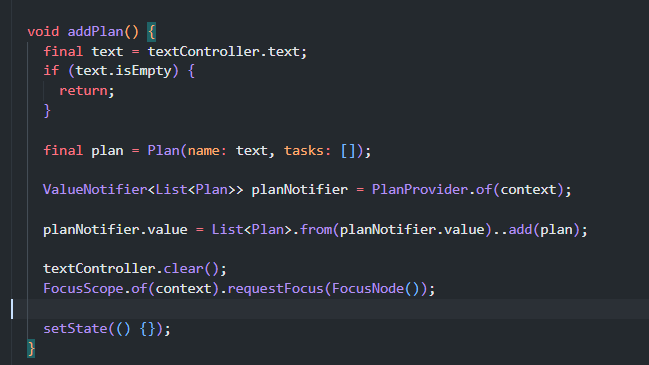 void addPlan() {
final text = textController.text;
if (text.isEmpty) {
return;
}
final plan = Plan(name: text, tasks: []);
ValueNotifier<List<Plan>> planNotifier = PlanProvider.of(context);
planNotifier.value = List<Plan>.from(planNotifier.value)..add(plan);
textController.clear();
FocusScope.of(context).requestFocus(FocusNode());
setState(() {});
}